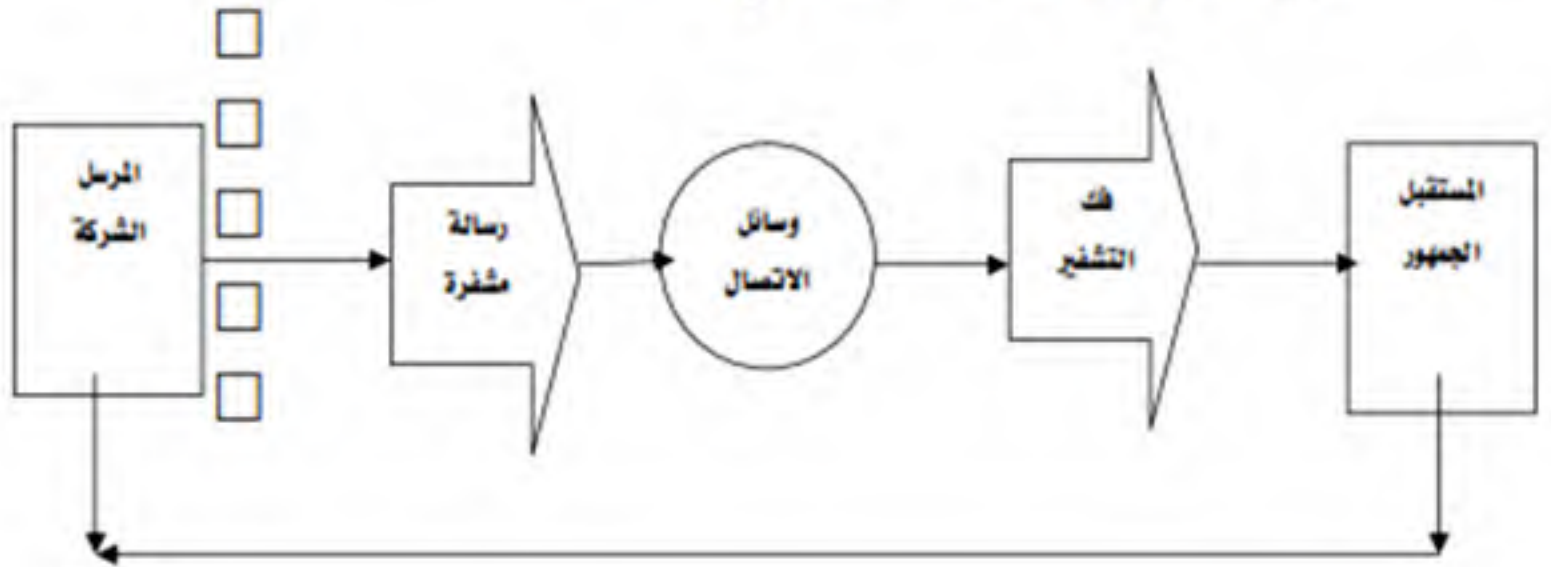 المرسل
الشركة
رسالة
مشفرة
وسائل
الاتصال
فك
التشفير
المستقبل
الجمهور